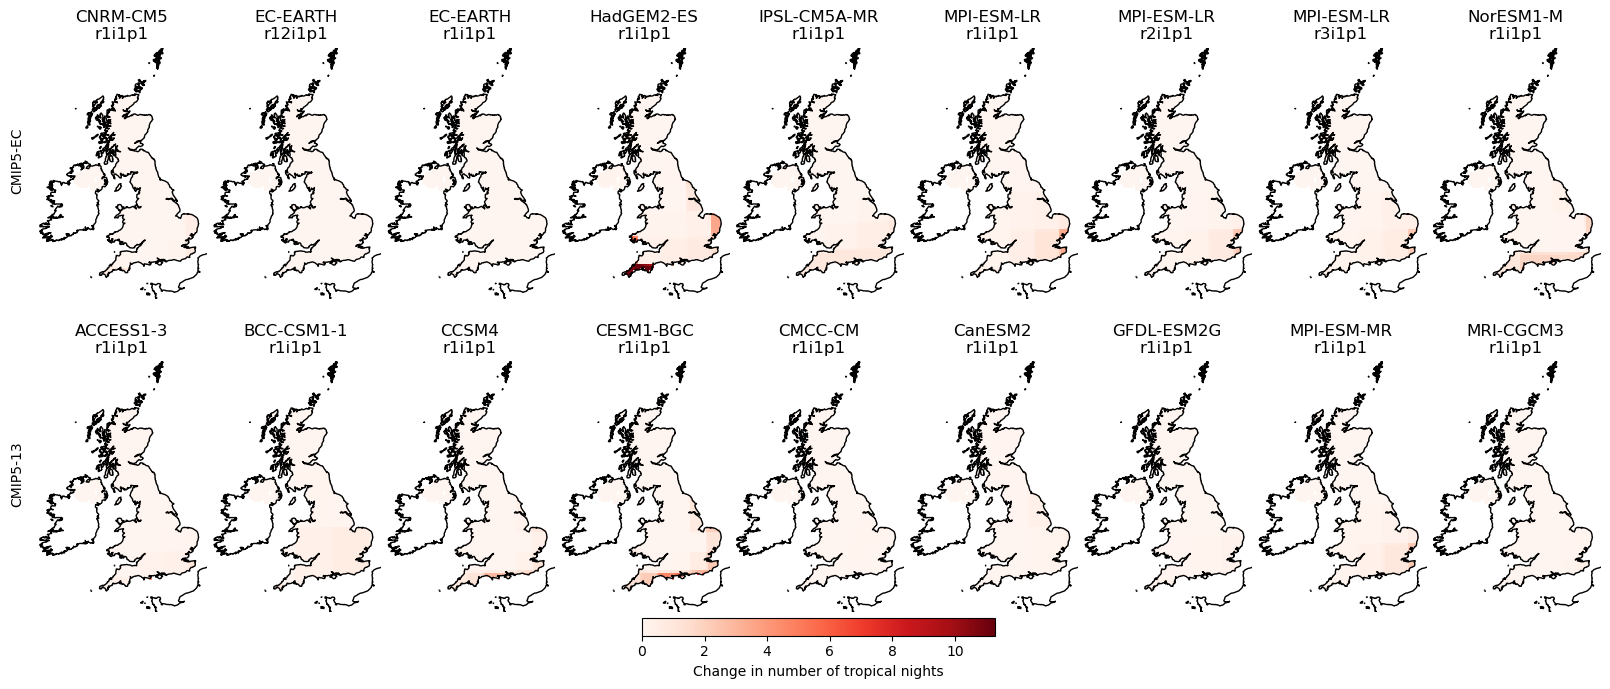 CNRM-CM5
r1i1p1
EC-EARTH
r12i1p1
EC-EARTH
r1i1p1
HadGEM2-ES
r1i1p1
IPSL-CM5A-MR
r1i1p1
MPI-ESM-LR
r1i1p1
MPI-ESM-LR
r2i1p1
MPI-ESM-LR
r3i1p1
NorESM1-M
r1i1p1
CMIP5-EC
ACCESS1-3
r1i1p1
BCC-CSM1-1
r1i1p1
CCSM4
r1i1p1
CESM1-BGC
r1i1p1
CMCC-CM
r1i1p1
CanESM2
r1i1p1
GFDL-ESM2G
r1i1p1
MPI-ESM-MR
r1i1p1
MRI-CGCM3
r1i1p1
CMIP5-13
0 2 4 6 8 10
Change in number of tropical nights